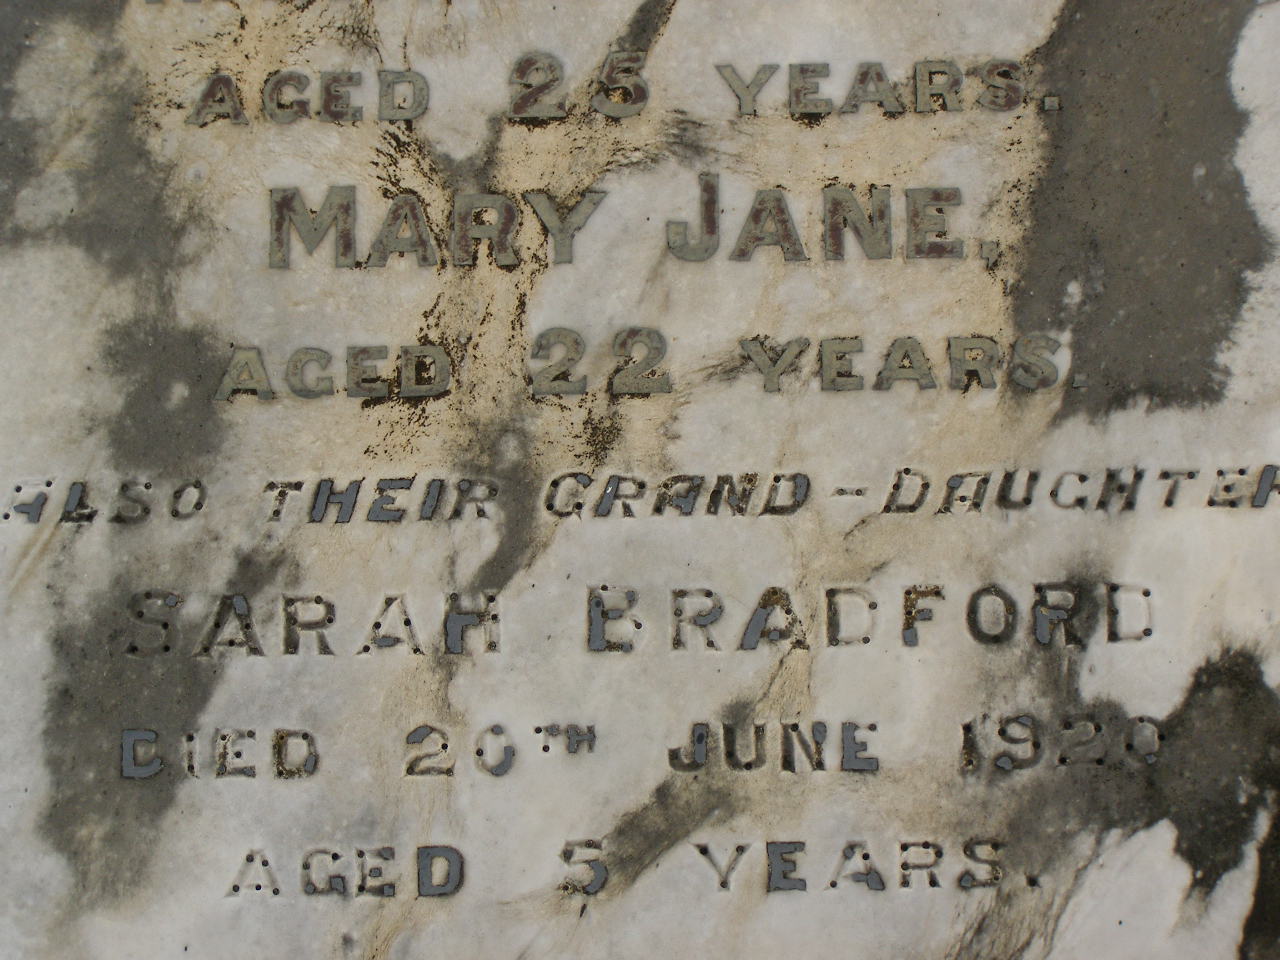 AGED 25 YEARS.
MARY JANE,
AGED 22 YEARS.
ALSO THEIR GRAND-DAUGHTER
SARAH BRADFORD
DIED 20TH JUNE 1920
AGED 5 YEARS.